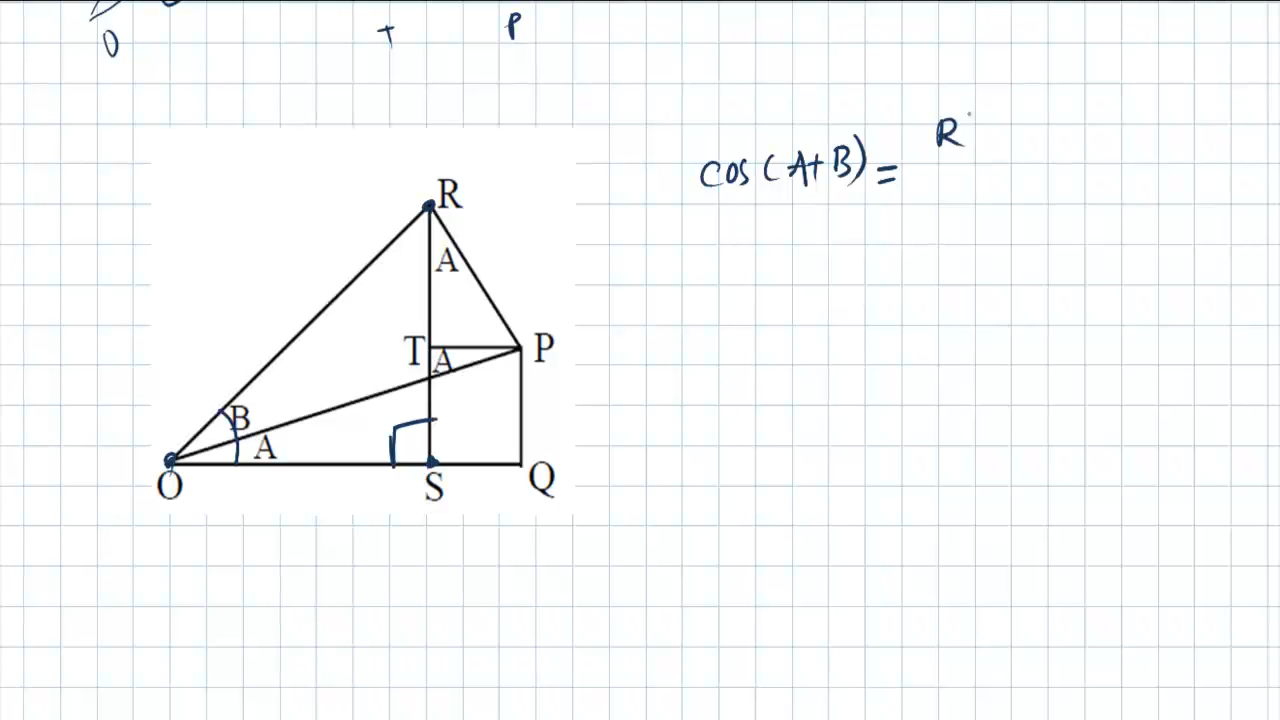 O T P
cos(A+B) = R
R
A
T A P
B
A
O S Q